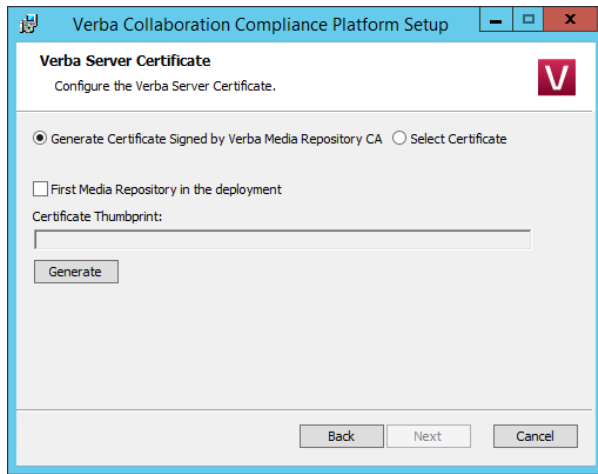 Verba Collaboration Compliance Platform Setup
Verba Server Certificate
Configure the Verba Server Certificate.
V
Generate Certificate Signed by Verba Media Repository CA Select Certificate
First Media Repository in the deployment
Certificate Thumbprint:
Generate
Back Next Cancel